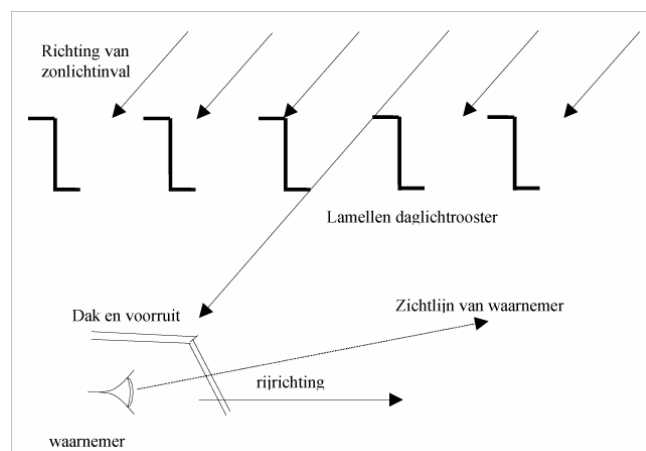 Richting van
zonlichtinval
Lamellen daglichtrooster
Dak en voorruit
Zichtlijn van waarnemer
rijrichting
waarnemer